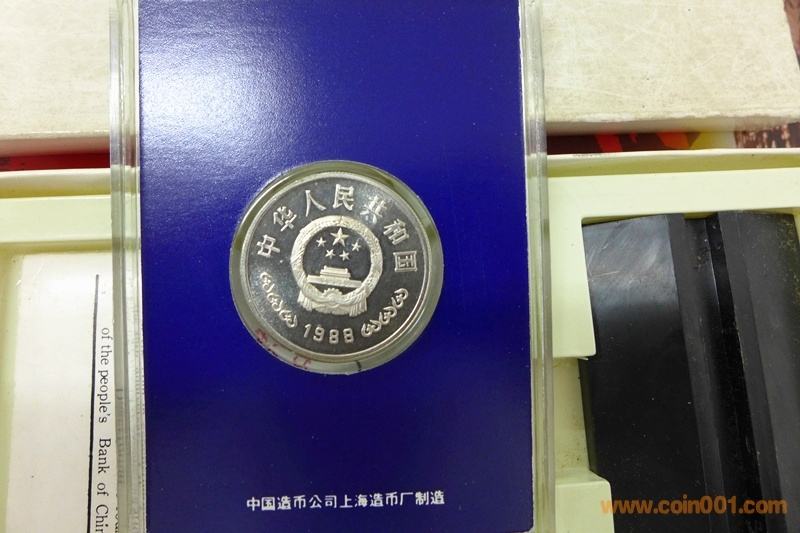 中华人民共和国
1988
中国造币公司上海造币厂制造
of the people's Bank of Chin
www.coin001.com